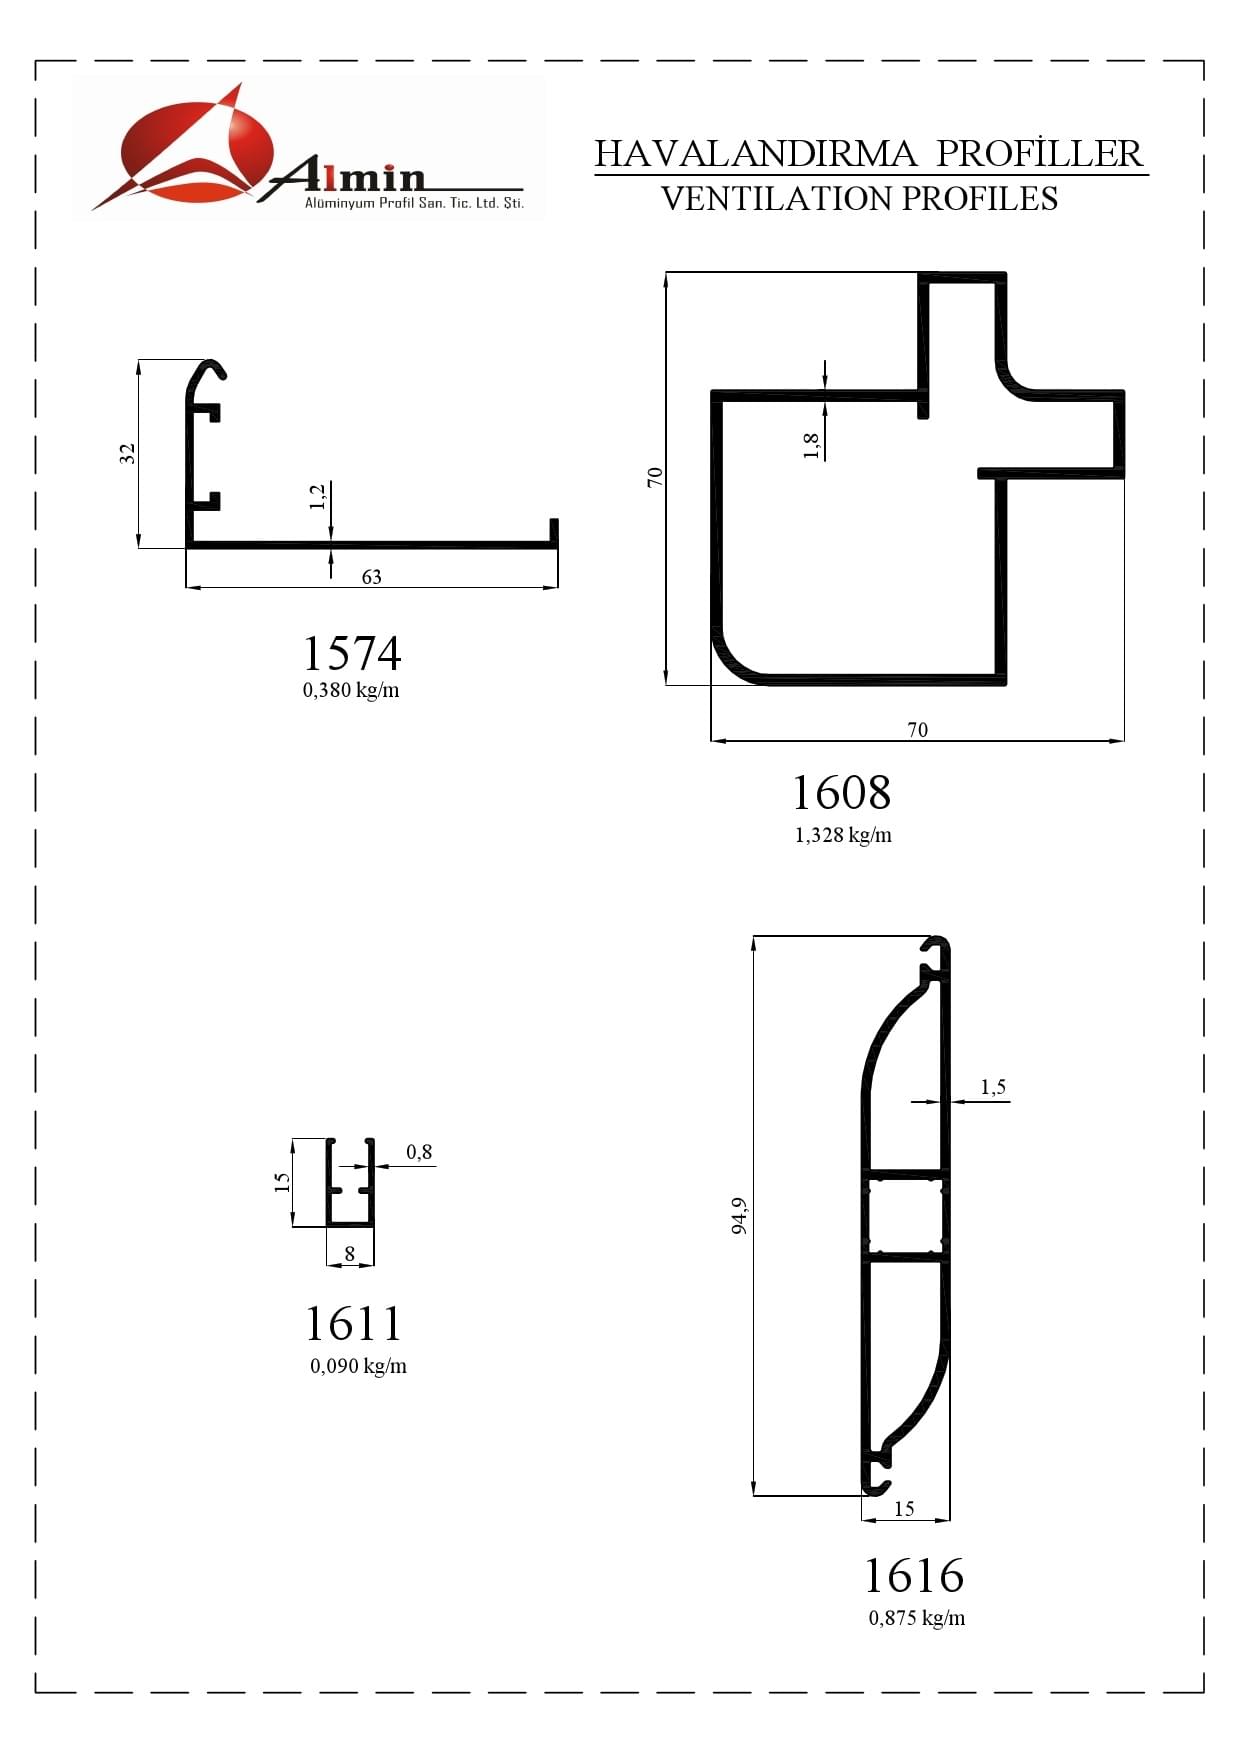 Almin
Alüminyum Profil San. Tic. Ltd. Şti.
HAVALANDIRMA PROFİLLER
VENTILATION PROFILES
32
1,2
63
1574
0,380 kg/m
70
1,8
70
1608
1,328 kg/m
15
0,8
8
1611
0,090 kg/m
94,9
1,5
15
1616
0,875 kg/m